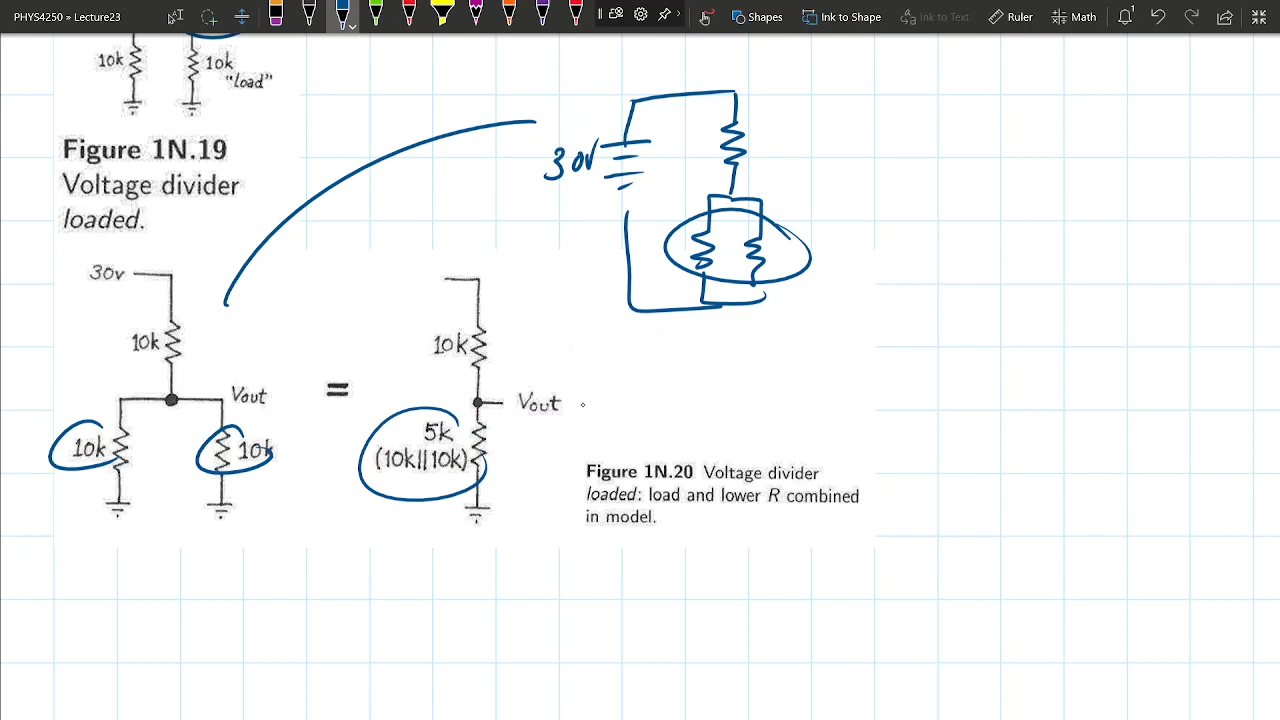 PHYS4250 » Lecture23
Shapes
Ink to Shape
Ink to Text
Ruler
Math
10k
10k
"load"
Figure 1N.19
Voltage divider
loaded.
30v
10k
Vout
10k
10k
=
10k
Vout
5k
(10k||10k)
30v
Figure 1N.20 Voltage divider
loaded: load and lower R combined
in model.